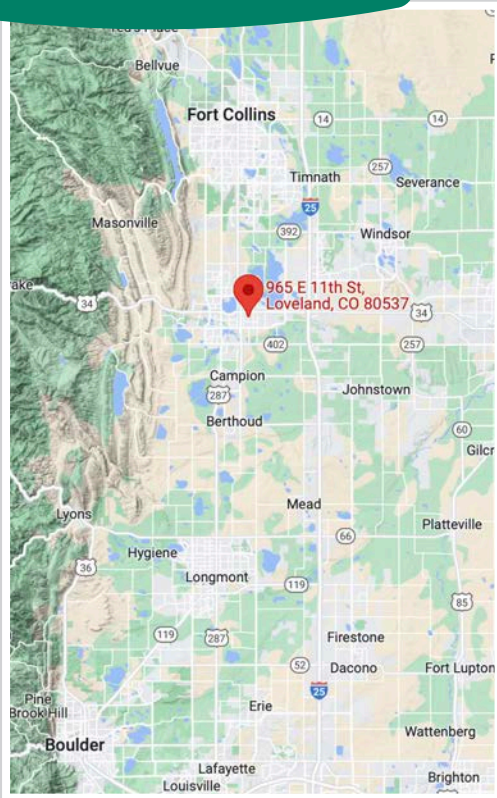 Bellvue
Fort Collins
14
14
257
Timnath
Severance
25
Masonville
392
Windsor
965 E 11th St,
Loveland, CO 80537
34
34
402
257
Campion
287
Johnstown
Berthoud
60
Mead
Lyons
Platteville
66
Hygiene
36
Longmont
119
85
119
287
Firestone
52
Dacono
Fort Lupton
25
Pine
Brook Hill
Erie
Wattenberg
Boulder
Lafayette
Brighton
Louisville